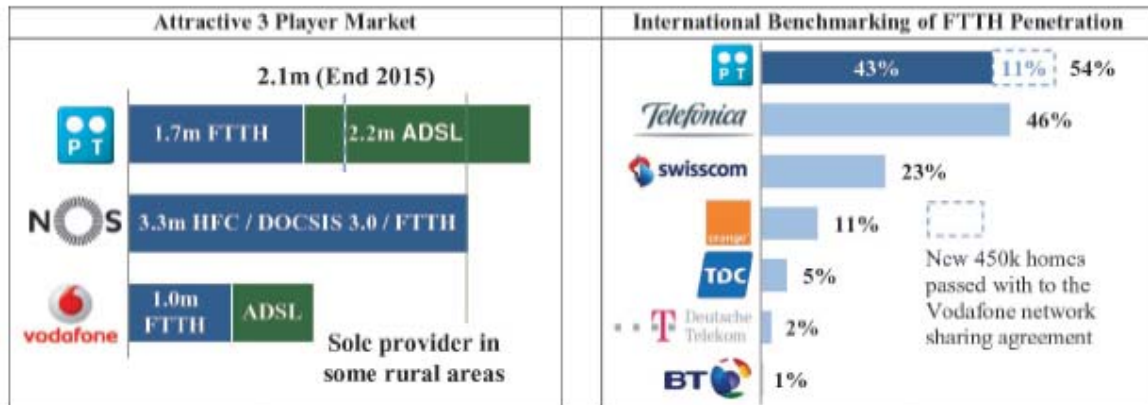 Attractive 3 Player Market
2.1m (End 2015)
PT
1.7m FTTH
2.2m ADSL
NOS
3.3m HFC / DOCSIS 3.0 / FTTH
vodafone
1.0m
FTTH
ADSL
Sole provider in
some rural areas
International Benchmarking of FTTH Penetration
PT
43%
11%
54%
Telefónica
46%
swisscom
23%
orange
11%
TDC
5%
Deutsche
Telekom
T
2%
BT
1%
New 450k homes
passed with to the
Vodafone network
sharing agreement